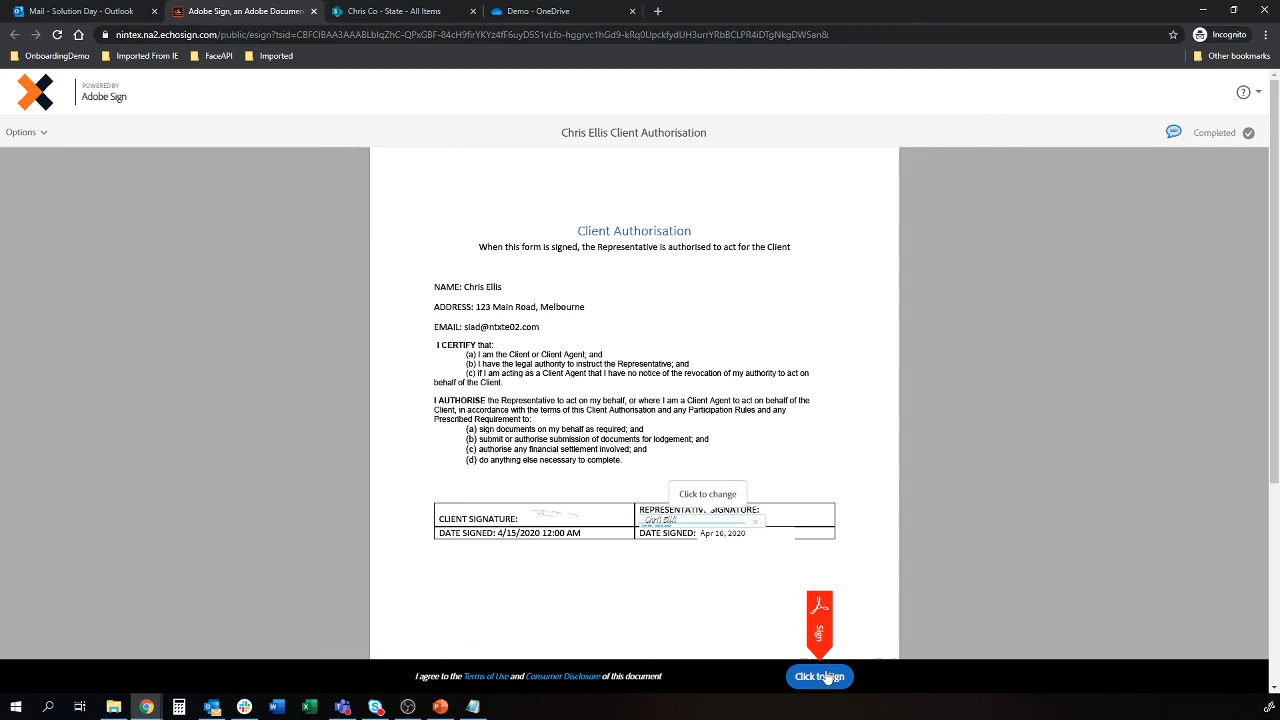 Mail – Solution Day – Outlook
Adobe Sign, an Adobe Documen
Chris Co – State – All Items
Demo – OneDrive
nintex.na2.echosign.com/public/esign?tsid=
Incognito
OnboardingDemo
Imported From IE
FaceAPI
Imported
Other bookmarks
POWERED BY
Adobe Sign
Options
Chris Ellis Client Authorisation
Completed
Client Authorisation
When this form is signed, the Representative is authorised to act for the Client
NAME: Chris Ellis
ADDRESS: 123 Main Road, Melbourne
EMAIL: siad@ntxte02.com
I CERTIFY that:
(a) I am the Client or Client Agent; and
(b) I have the legal authority to instruct the Representative; and
(c) if I am acting as a Client Agent that I have no notice of the revocation of my authority to act on
behalf of the Client.
I AUTHORISE the Representative to act on my behalf, or where I am a Client Agent to act on behalf of the
Client, in accordance with the terms of this Client Authorisation and any Participation Rules and any
Prescribed Requirement to:
(a) sign documents on my behalf as required; and
(b) submit or authorise submission of documents for lodgement; and
(c) authorise any financial settlement involved; and
(d) do anything else necessary to complete.
Click to change
CLIENT SIGNATURE:
REPRESENTATIVE SIGNATURE:
Chris Ellis
DATE SIGNED: 4/15/2020 12:00 AM
DATE SIGNED: Apr 16, 2020
Sign
I agree to the Terms of Use and Consumer Disclosure of this document
Click to Sign